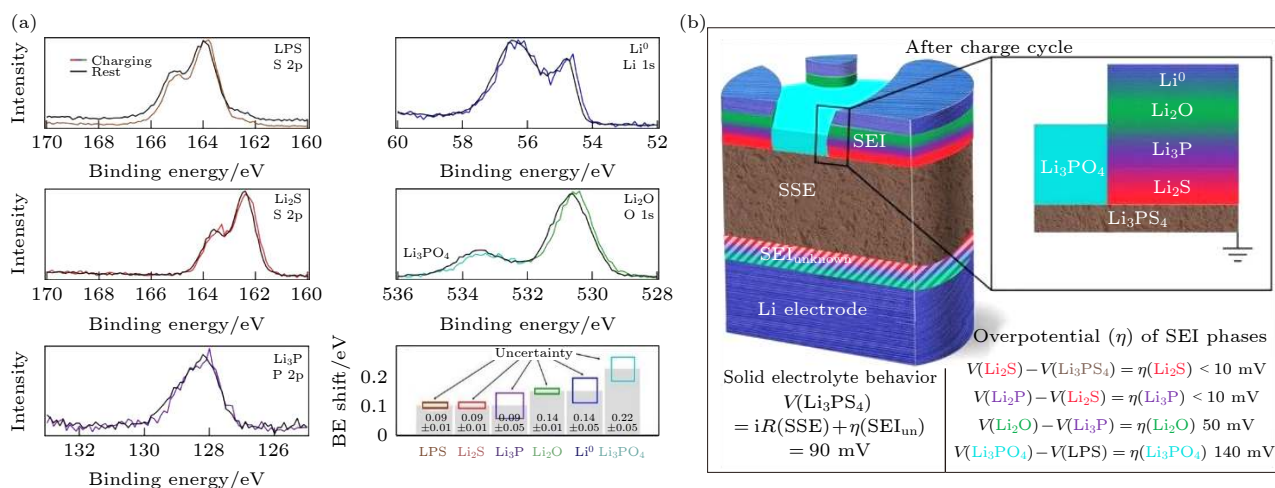 (a)
Intensity
Charging
Rest
LPS
S 2p
170 168 166 164 162 160
Binding energy/eV
Li⁰
Li 1s
60 58 56 54 52
Binding energy/eV
Intensity
Li₂S
S 2p
170 168 166 164 162 160
Binding energy/eV
Li₃PO₄
Li₂O
O 1s
536 534 532 530 528
Binding energy/eV
Intensity
Li₃P
P 2p
132 130 128 126
Binding energy/eV
BE shift/eV
0.2
0.1
0
Uncertainty
0.09 0.09 0.09 0.14 0.14 0.22
±0.01 ±0.01 ±0.05 ±0.01 ±0.05 ±0.05
LPS Li₂S Li₃P Li₂O Li⁰ Li₃PO₄
(b)
After charge cycle
SEI
SSE
SEIunknown
Li electrode
Li⁰
Li₂O
Li₃P
Li₂S
Li₃PO₄
Li₃PS₄
Solid electrolyte behavior
V(Li₃PS₄)
= iR(SSE)+η(SEIun)
= 90 mV
Overpotential (η) of SEI phases
V(Li₂S)−V(Li₃PS₄) = η(Li₂S) < 10 mV
V(Li₂P)−V(Li₂S) = η(Li₃P) < 10 mV
V(Li₂O)−V(Li₃P) = η(Li₂O) 50 mV
V(Li₃PO₄)−V(LPS) = η(Li₃PO₄) 140 mV